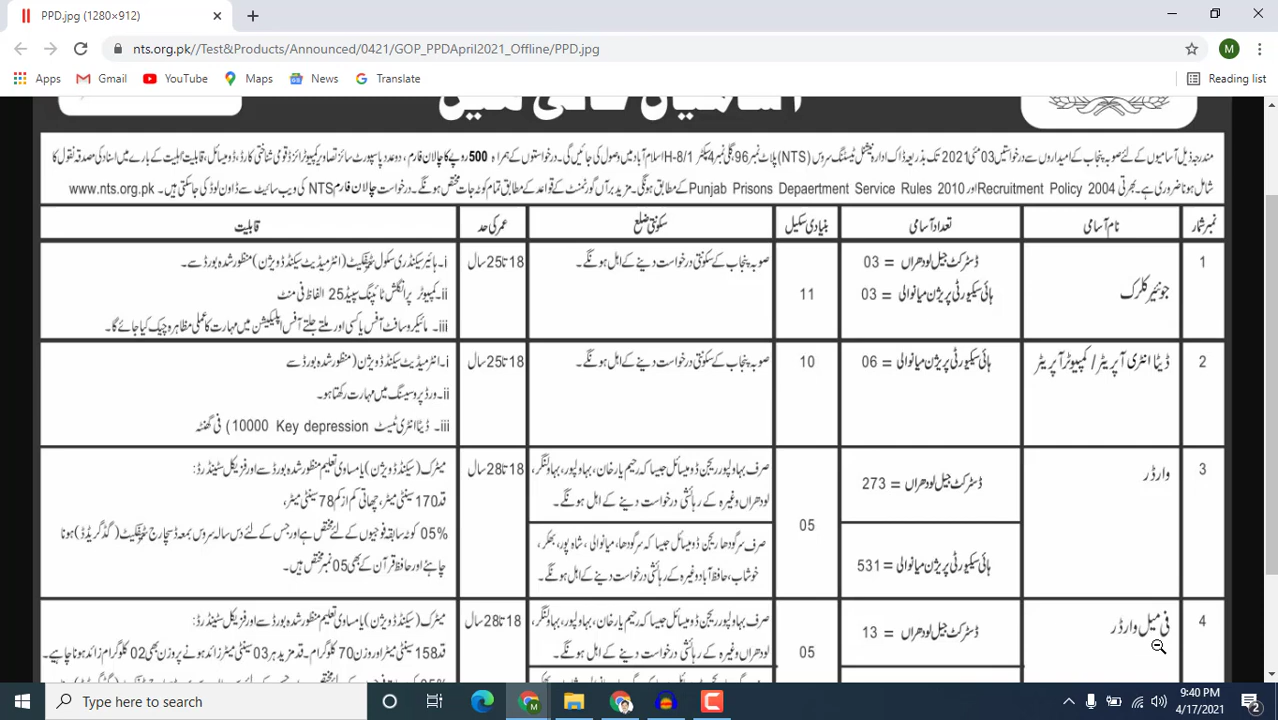 PPD.jpg (1280×912)
nts.org.pk//Test&Products/Announced/0421/GOP_PPDApril2021_Offline/PPD.jpg
M
Apps Gmail YouTube Maps News Translate Reading list
مندرجہ ذیل آسامیوں کے لئے صوبہ پنجاب کے امیدواروں سے درخواستیں 03 مئی 2021 تک بذریعہ ڈاک ادارہ نیشنل ٹیسٹنگ سروس (NTS) پلاٹ نمبر 96، گلی نمبر 4 سیکٹر H-8/1 اسلام آباد میں وصول کی جائیں گی۔ درخواستوں کے ہمراہ 500 روپے کا چالان فارم، دو عدد پاسپورٹ سائز تصاویر کمپیوٹرائزڈ قومی شناختی کارڈ، ڈومیسائل، قابلیت/اہلیت کے بارے میں اسناد کی مصدقہ نقول کا
شامل ہونا ضروری ہے۔ بھرتی Recruitment Policy 2004 اور Punjab Prisons Depaertment Service Rules 2010 کے مطابق ہوگی۔ مزید برآں گورنمنٹ کے قواعد کے مطابق تمام کوٹہ جات مختص ہونگے۔ درخواست / چالان فارم NTS کی ویب سائیٹ سے ڈاون لوڈ کی جا سکتی ہیں۔ www.nts.org.pk
نمبر شمار نام آسامی تعداد آسامی بنیادی سکیل سکونتی ضلع عمر کی حد قابلیت
1
جونیئر کلرک
ڈسٹرکٹ جیل لودھراں = 03
ہائی سکیورٹی پریژن میانوالی = 03
11
صوبہ پنجاب کے سکونتی درخواست دینے کے اہل ہونگے۔
18 تا 25 سال
i۔ ہائیر سیکنڈری سکول سٹیفکیٹ (انٹرمیڈیٹ سیکنڈ ڈویژن) منظور شدہ بورڈ سے۔
ii۔ کمپیوٹر پر انگلش ٹائپنگ سپیڈ 25 الفاظ فی منٹ
iii۔ مائیکروسافٹ آفس یا کسی اور ملتے جلتے آفس اپلیکیشن میں مہارت کا عملی مظاہرہ چیک کیا جائے گا۔
2
ڈیٹا انٹری آپریٹر / کمپیوٹر آپریٹر
ہائی سکیورٹی پریژن میانوالی = 06
10
صوبہ پنجاب کے سکونتی درخواست دینے کے اہل ہونگے۔
18 تا 25 سال
i۔ انٹرمیڈیٹ سیکنڈ ڈویژن (منظور شدہ بورڈ سے
ii۔ ورڈ پروسیسنگ میں مہارت رکھتا ہو۔
iii۔ ڈیٹا انٹری ٹیسٹ (10000 Key depression فی گھنٹہ
3
وارڈر
ڈسٹرکٹ جیل لودھراں = 273
ہائی سکیورٹی پریژن میانوالی = 531
05
صرف بہاولپور ریجن ڈومیسائل جیسا کہ رحیم یار خان، بہاولپور، بہاولنگر،
لودھراں وغیرہ کے رہائشی درخواست دینے کے اہل ہونگے۔
صرف سرگودھا ریجن ڈومیسائل جیسا کہ سرگودھا، میانوالی، شاہ پور، بھکر،
خوشاب، حافظ آباد وغیرہ کے رہائشی درخواست دینے کے اہل ہونگے۔
18 تا 28 سال
میٹرک (سیکنڈ ڈویژن) یا مساوی تعلیم منظور شدہ بورڈ سے اور فزیکل سٹینڈرڈ:
قد 170 سینٹی میٹر، چھاتی کم از کم 78 سینٹی میٹر،
05% کوٹہ سابقہ فوجیوں کے لئے مختص ہے اور جس کے لئے دس سالہ سروس بمعہ ڈسچارج سٹیفکیٹ (گڈ گریڈڈ) ہونا
چاہئے اور حافظ قرآن کے بھی 05 نمبر مختص ہیں۔
4
فی میل وارڈر
ڈسٹرکٹ جیل لودھراں = 13
05
صرف بہاولپور ریجن ڈومیسائل جیسا کہ رحیم یار خان، بہاولپور، بہاولنگر،
لودھراں وغیرہ کے رہائشی درخواست دینے کے اہل ہونگے۔
18 تا 28 سال
میٹرک (سیکنڈ ڈویژن) یا مساوی تعلیم منظور شدہ بورڈ سے اور فزیکل سٹینڈرڈ:
قد 158 سینٹی میٹر اور وزن 70 کلوگرام۔ قد مزید ہر 03 سینٹی میٹر زائد ہونے پر وزن بھی 02 کلوگرام زائد ہونا چاہیے۔
Type here to search
9:40 PM
4/17/2021
2